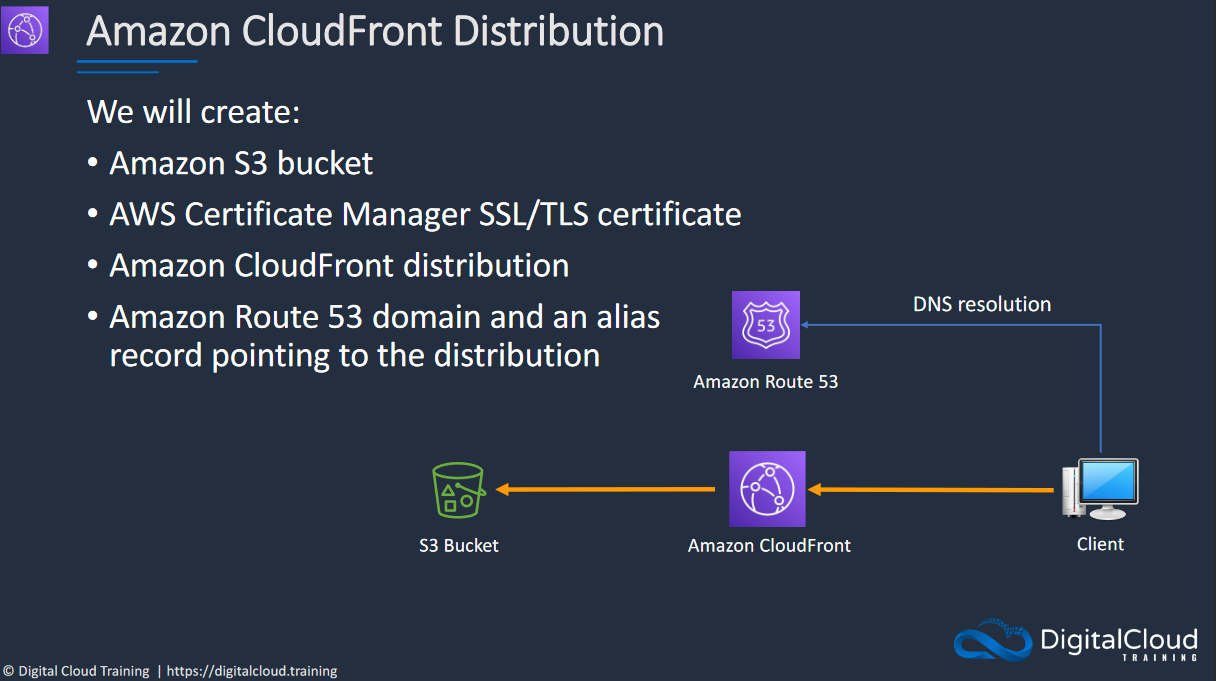 Amazon CloudFront Distribution
We will create:
• Amazon S3 bucket
• AWS Certificate Manager SSL/TLS certificate
• Amazon CloudFront distribution
• Amazon Route 53 domain and an alias
record pointing to the distribution
DNS resolution
53
Amazon Route 53
S3 Bucket
Amazon CloudFront
Client
DigitalCloud
TRAINING
© Digital Cloud Training | https://digitalcloud.training